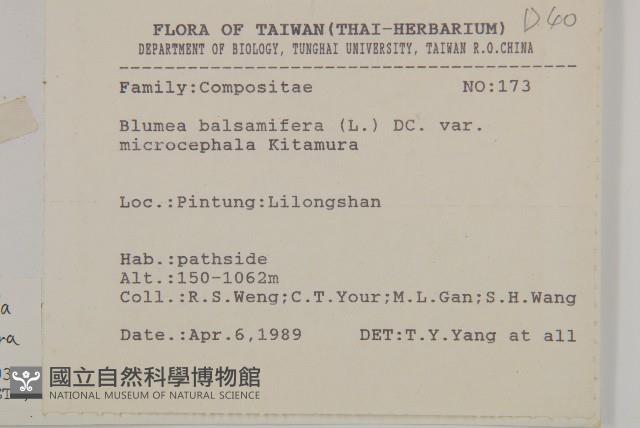 D40
FLORA OF TAIWAN(THAI-HERBARIUM)
DEPARTMENT OF BIOLOGY, TUNGHAI UNIVERSITY, TAIWAN R.O.CHINA
Family:Compositae NO:173
Blumea balsamifera (L.) DC. var.
microcephala Kitamura
Loc.:Pintung:Lilongshan
Hab.:pathside
Alt.:150-1062m
Coll.:R.S.Weng;C.T.Your;M.L.Gan;S.H.Wang
Date.:Apr.6,1989 DET:T.Y.Yang at all
國立自然科學博物館
NATIONAL MUSEUM OF NATURAL SCIENCE